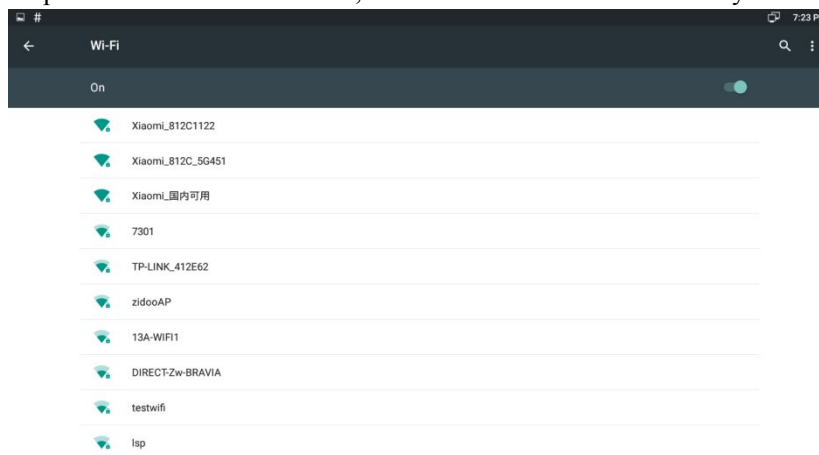 #
7:23 P
Wi-Fi
On
Xiaomi_812C1122
Xiaomi_812C_5G451
Xiaomi_国内可用
7301
TP-LINK_412E62
zidooAP
13A-WIFI1
DIRECT-Zw-BRAVIA
testwifi
lsp